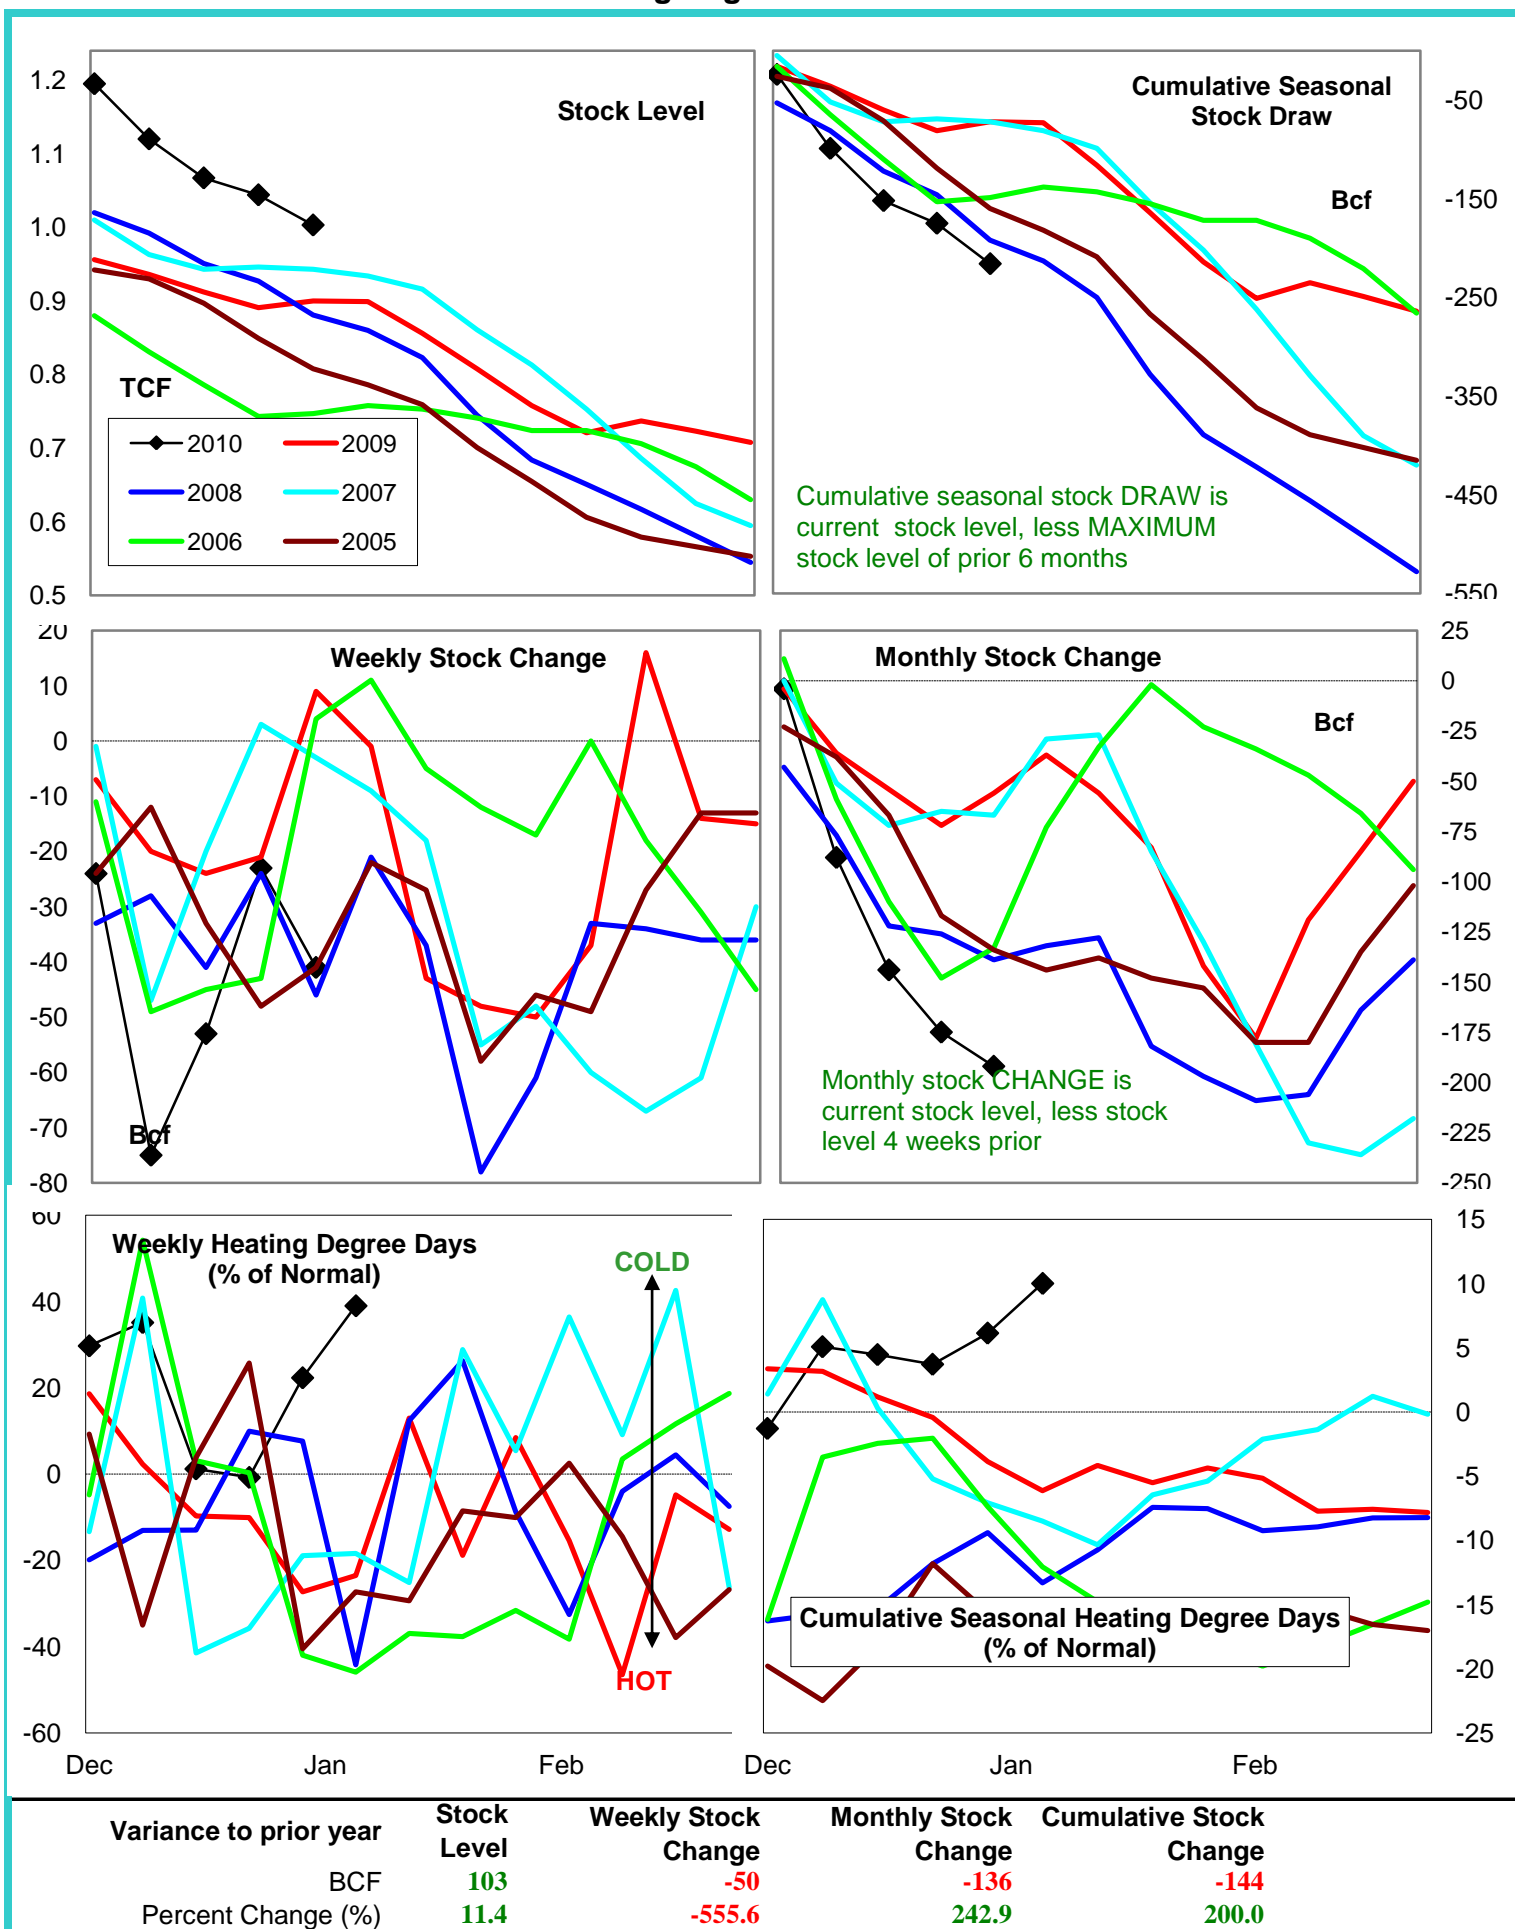 1.2
1.1
1.0
0.9
0.8
0.7
0.6
0.5
Stock Level
TCF
2010
2009
2008
2007
2006
2005
Cumulative Seasonal
Stock Draw
Bcf
Cumulative seasonal stock DRAW is
current stock level, less MAXIMUM
stock level of prior 6 months
-50
-150
-250
-350
-450
-550
20
10
0
-10
-20
-30
-40
-50
-60
-70
-80
Weekly Stock Change
Bcf
Monthly Stock Change
Bcf
Monthly stock CHANGE is
current stock level, less stock
level 4 weeks prior
25
0
-25
-50
-75
-100
-125
-150
-175
-200
-225
-250
60
40
20
0
-20
-40
-60
Weekly Heating Degree Days
(% of Normal)
COLD
HOT
Dec
Jan
Feb
Cumulative Seasonal Heating Degree Days
(% of Normal)
15
10
5
0
-5
-10
-15
-20
-25
Dec
Jan
Feb
Variance to prior year
Stock
Level
Weekly Stock
Change
Monthly Stock
Change
Cumulative Stock
Change
BCF 103 -50 -136 -144
Percent Change (%) 11.4 -555.6 242.9 200.0